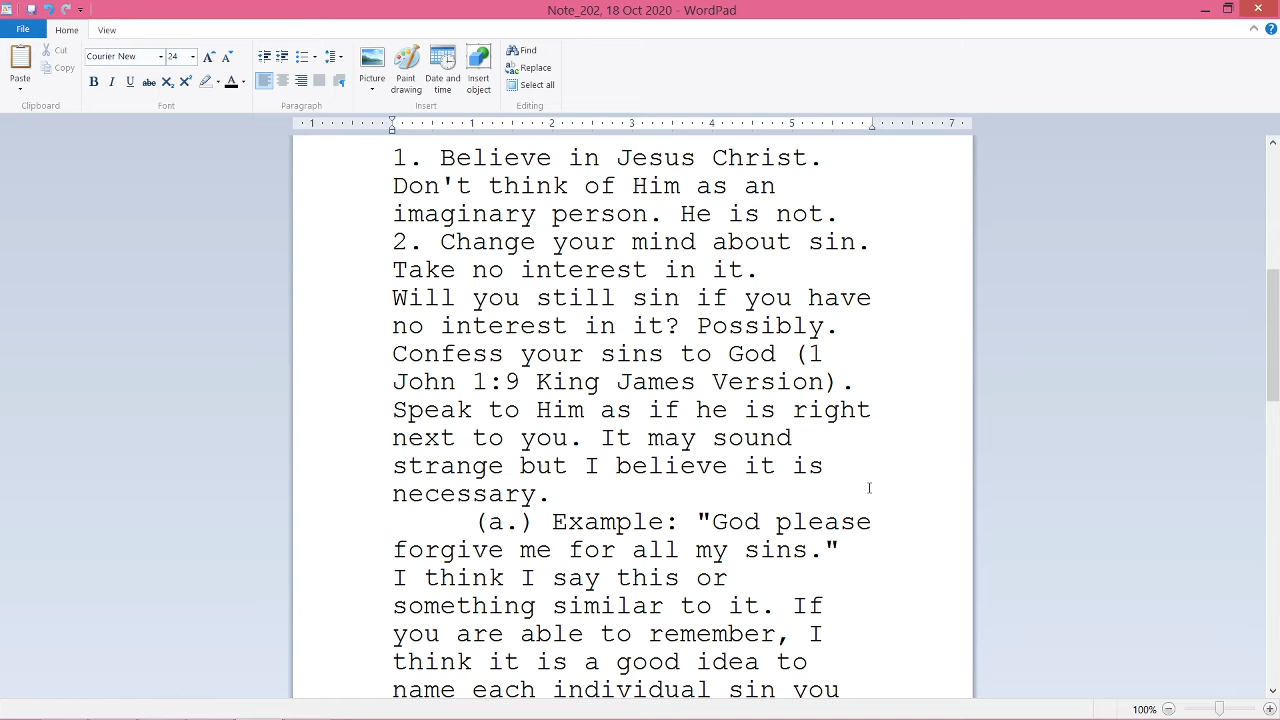 Note_202, 18 Oct 2020 - WordPad
File Home View
Paste
Cut
Copy
Clipboard
Courier New 24
Font
Paragraph
Picture
Paint drawing
Date and time
Insert object
Insert
Find
Replace
Select all
Editing
1 1 2 3 4 5 7
1. Believe in Jesus Christ.
Don't think of Him as an
imaginary person. He is not.
2. Change your mind about sin.
Take no interest in it.
Will you still sin if you have
no interest in it? Possibly.
Confess your sins to God (1
John 1:9 King James Version).
Speak to Him as if he is right
next to you. It may sound
strange but I believe it is
necessary.
(a.) Example: "God please
forgive me for all my sins."
I think I say this or
something similar to it. If
you are able to remember, I
think it is a good idea to
name each individual sin you
100%